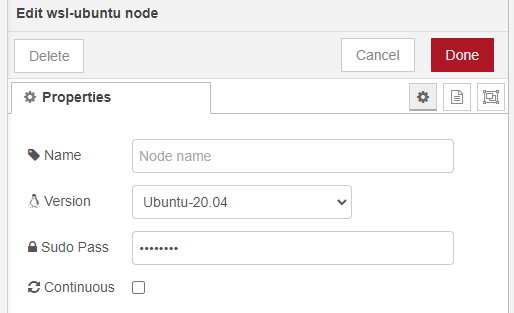 Edit wsl-ubuntu node
Delete
Cancel
Done
Properties
Name
Node name
Version
Ubuntu-20.04
Sudo Pass
••••••••
Continuous